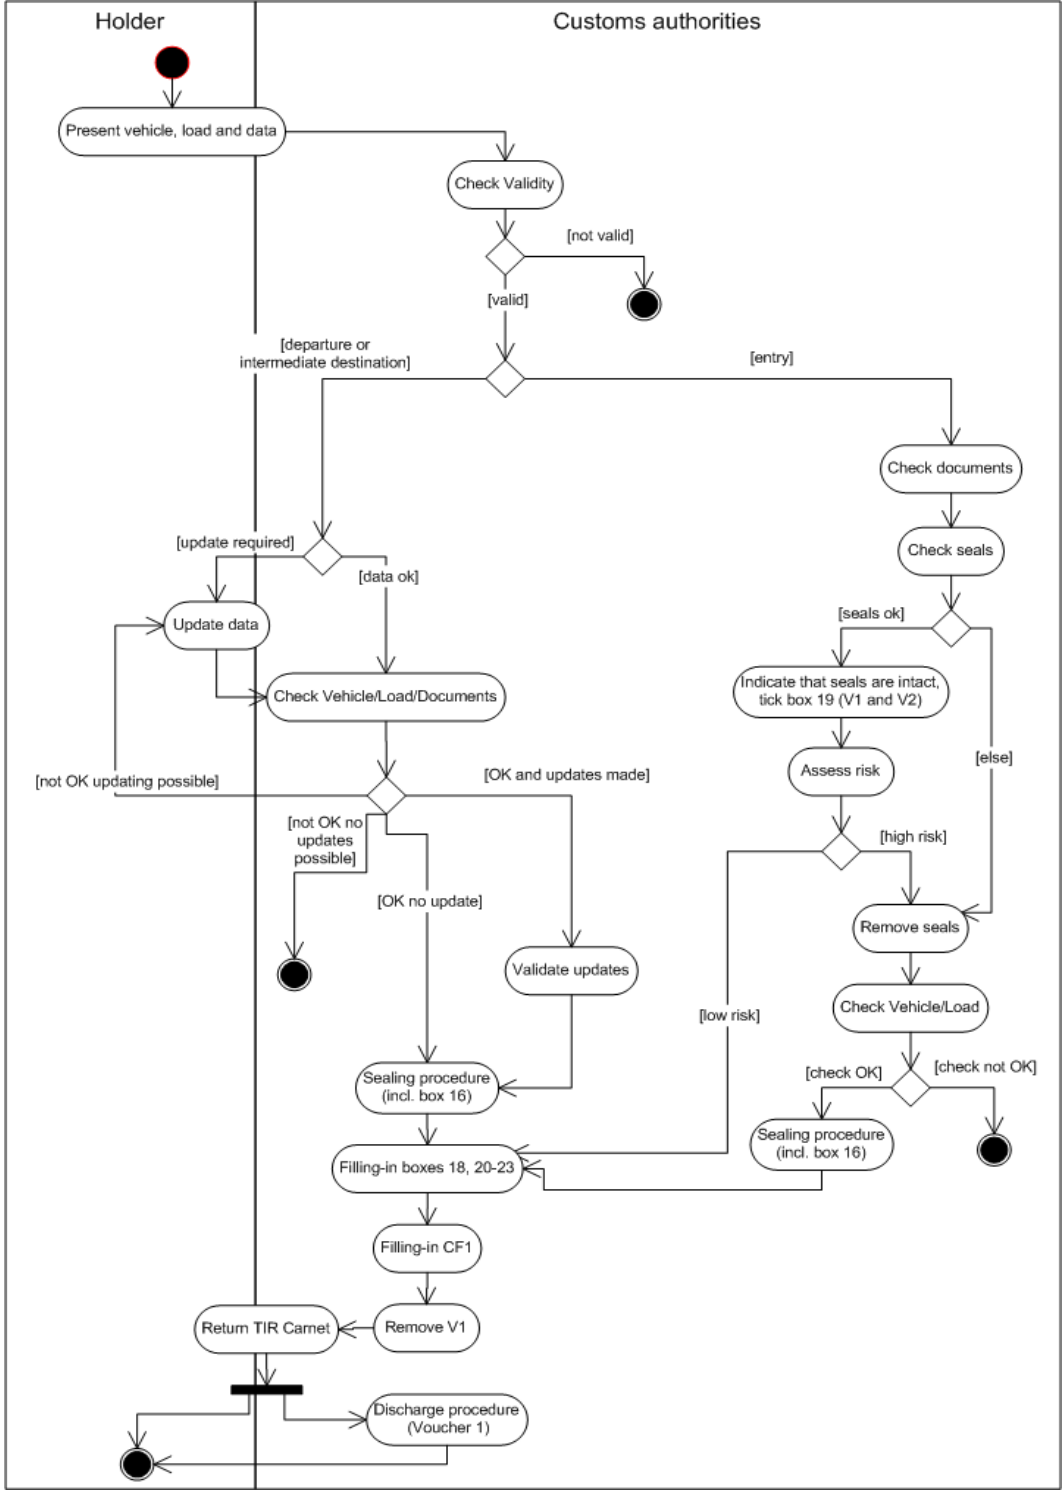 Holder
Customs authorities
Present vehicle, load and data
Check Validity
[not valid]
[valid]
[departure or
intermediate destination]
[entry]
Check documents
[update required]
[data ok]
Check seals
Update data
[seals ok]
Check Vehicle/Load/Documents
Indicate that seals are intact,
tick box 19 (V1 and V2)
[else]
Assess risk
[not OK updating possible]
[OK and updates made]
[not OK no
updates
possible]
[high risk]
[OK no update]
Remove seals
Validate updates
Check Vehicle/Load
[low risk]
[check OK]
[check not OK]
Sealing procedure
(incl. box 16)
Sealing procedure
(incl. box 16)
Filling-in boxes 18, 20-23
Filling-in CF1
Return TIR Carnet
Remove V1
Discharge procedure
(Voucher 1)